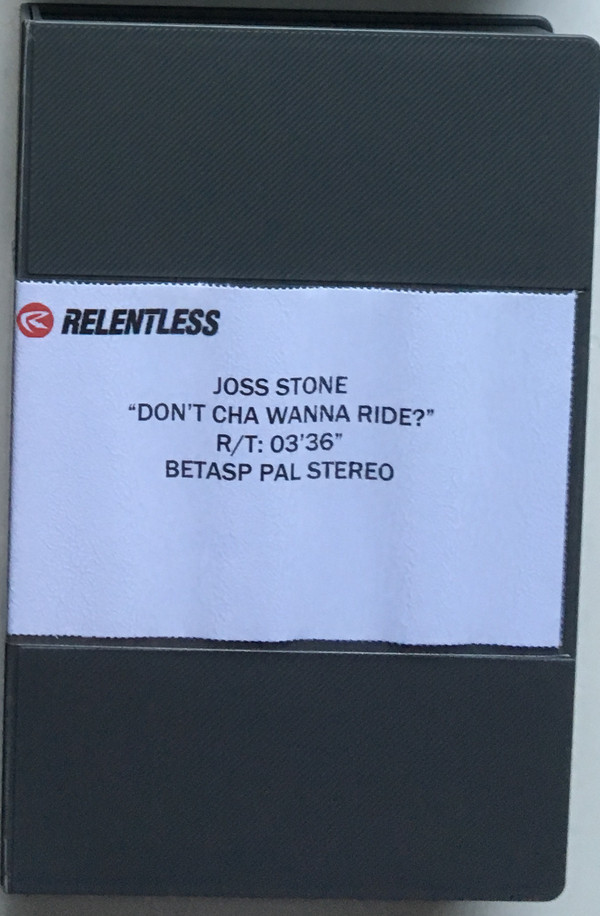 RELENTLESS
JOSS STONE
“DON'T CHA WANNA RIDE?”
R/T: 03'36”
BETASP PAL STEREO